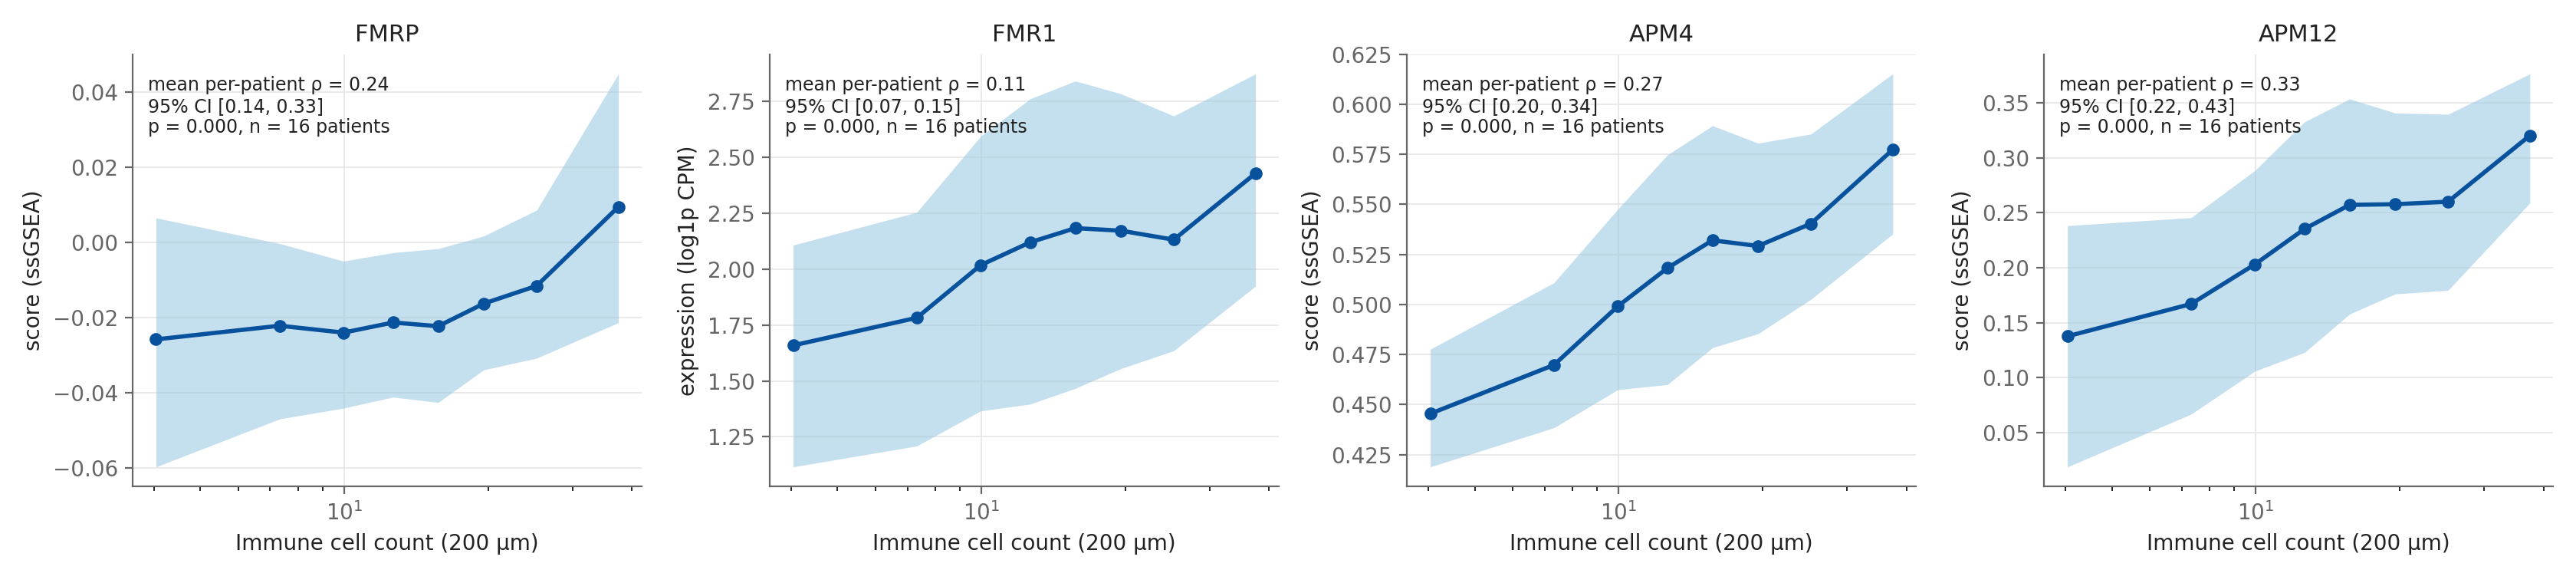 FMRP
mean per-patient ρ = 0.24
95% CI [0.14, 0.33]
p = 0.000, n = 16 patients
score (ssGSEA)
0.04
0.02
0.00
−0.02
−0.04
−0.06
10¹
Immune cell count (200 μm)
FMR1
mean per-patient ρ = 0.11
95% CI [0.07, 0.15]
p = 0.000, n = 16 patients
expression (log1p CPM)
2.75
2.50
2.25
2.00
1.75
1.50
1.25
10¹
Immune cell count (200 μm)
APM4
mean per-patient ρ = 0.27
95% CI [0.20, 0.34]
p = 0.000, n = 16 patients
score (ssGSEA)
0.625
0.600
0.575
0.550
0.525
0.500
0.475
0.450
0.425
10¹
Immune cell count (200 μm)
APM12
mean per-patient ρ = 0.33
95% CI [0.22, 0.43]
p = 0.000, n = 16 patients
score (ssGSEA)
0.35
0.30
0.25
0.20
0.15
0.10
0.05
10¹
Immune cell count (200 μm)